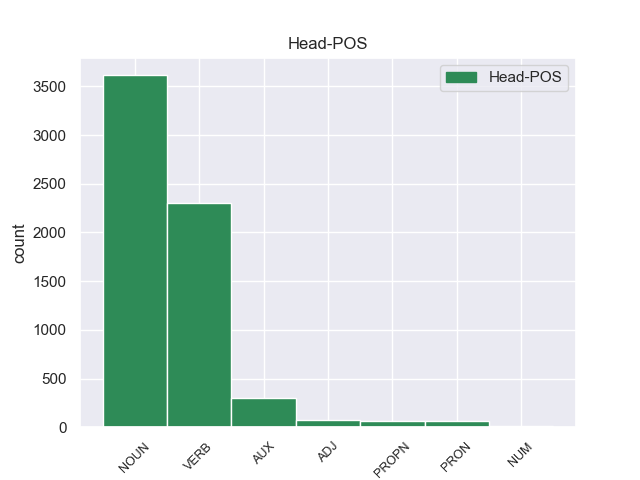 Head-POS
Head-POS
count
3500
3000
2500
2000
1500
1000
500
0
NOUN
VERB
AUX
ADJ
PROPN
PRON
NUM